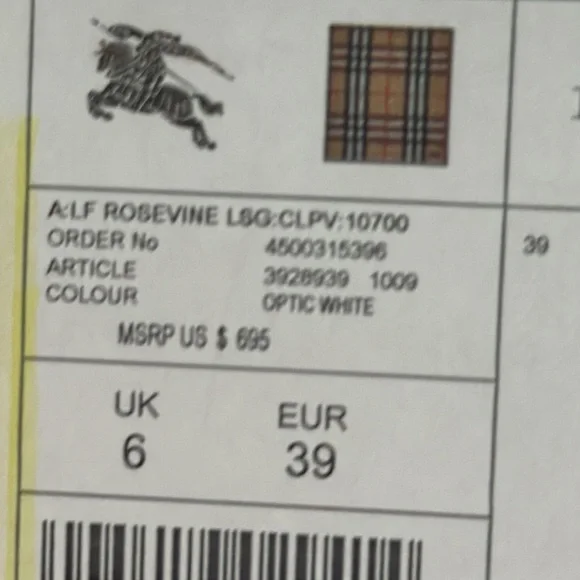 A:LF ROSEVINE LSG:CLPV:10700
ORDER No 4500315396
ARTICLE 3928939 1009
COLOUR OPTIC WHITE
MSRP US $ 695
39
UK EUR
6 39